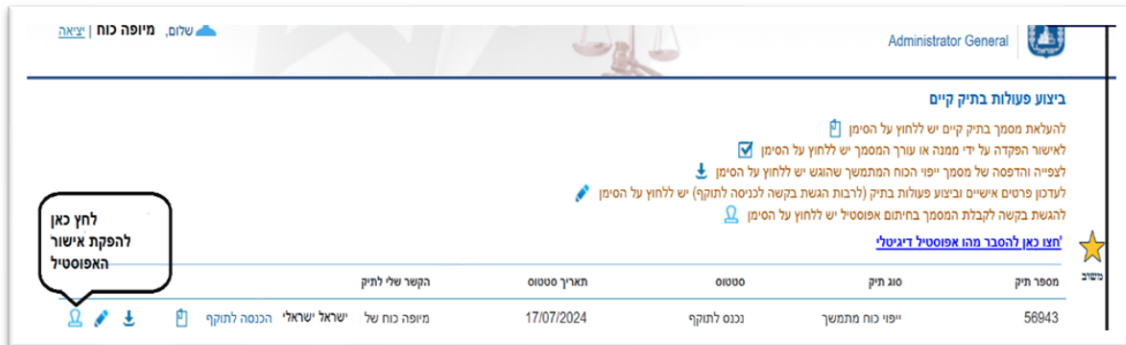 שלום, מיופה כוח | יציאה
Administrator General
ביצוע פעולות בתיק קיים
להעלאת מסמך בתיק קיים יש ללחוץ על הסימן
לאישור הפקדה על ידי ממנה או עורך המסמך יש ללחוץ על הסימן
לצפייה והדפסה של מסמך ייפוי הכוח המתמשך שהוגש יש ללחוץ על הסימן
לעדכון פרטים אישיים וביצוע פעולות בתיק (לרבות הגשת בקשה לכניסה לתוקף) יש ללחוץ על הסימן
להגשת בקשה לקבלת המסמך בחיתום אפוסטיל יש ללחוץ על הסימן
'חצו כאן להסבר מהו אפוסטיל דיגיטלי
משוב
לחץ כאן
להפקת אישור
האפוסטיל
מספר תיק סוג תיק סטטוס תאריך סטטוס הקשר שלי לתיק
56943 ייפוי כוח מתמשך נכנס לתוקף 17/07/2024 מיופה כוח של ישראל ישראלי הכנסה לתוקף